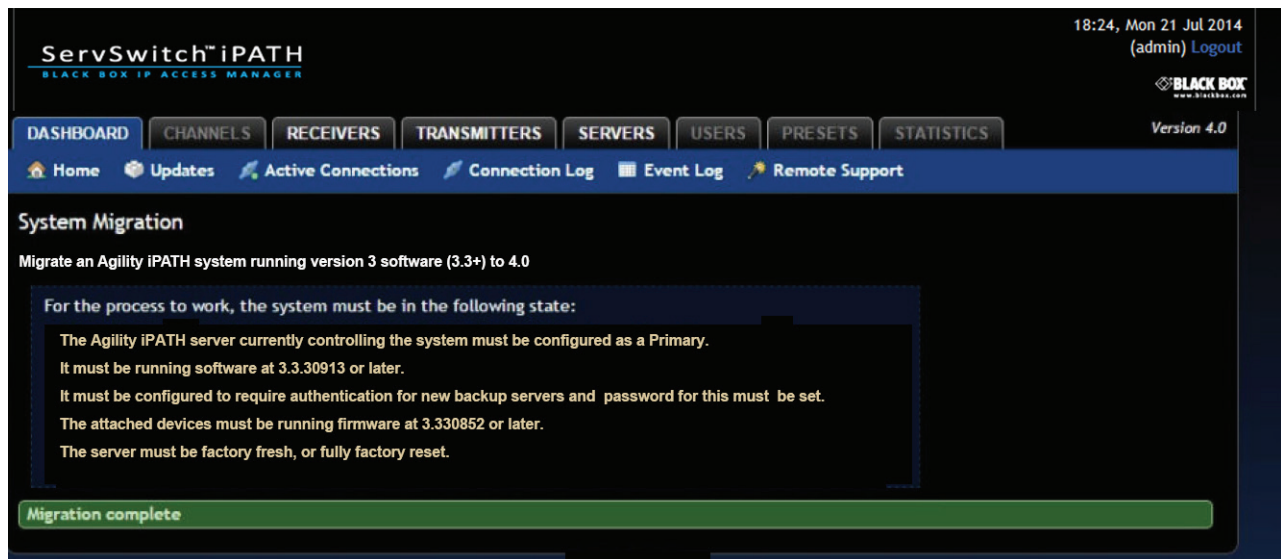 18:24, Mon 21 Jul 2014
ServSwitch™ iPATH
(admin) Logout
BLACK BOX IP ACCESS MANAGER
BLACK BOX
www.blackbox.com
DASHBOARD CHANNELS RECEIVERS TRANSMITTERS SERVERS USERS PRESETS STATISTICS Version 4.0
Home Updates Active Connections Connection Log Event Log Remote Support
System Migration
Migrate an Agility iPATH system running version 3 software (3.3+) to 4.0
For the process to work, the system must be in the following state:
The Agility iPATH server currently controlling the system must be configured as a Primary.
It must be running software at 3.3.30913 or later.
It must be configured to require authentication for new backup servers and password for this must be set.
The attached devices must be running firmware at 3.330852 or later.
The server must be factory fresh, or fully factory reset.
Migration complete